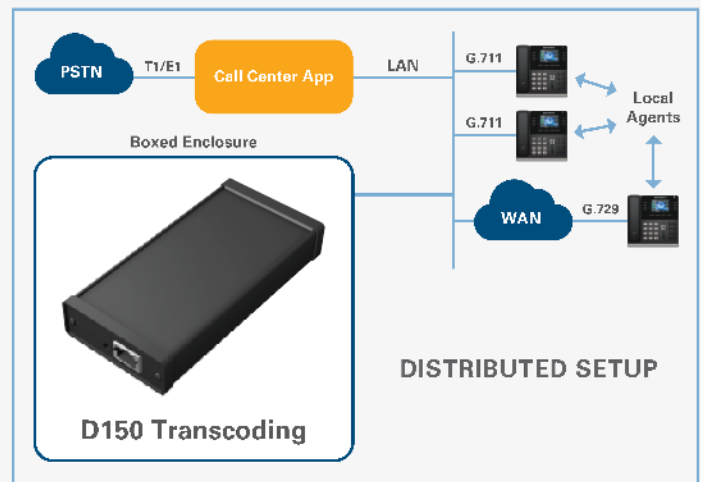 PSTN
T1/E1
Call Center App
LAN
G.711
G.711
Local
Agents
Boxed Enclosure
WAN
G.729
DISTRIBUTED SETUP
D150 Transcoding